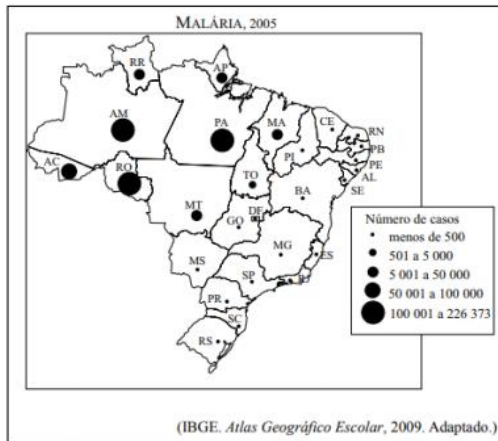 MALÁRIA, 2005
RR
AP
AM
PA
MA
CE
RN
PB
PE
AL
SE
PI
AC
RO
TO
BA
MT
GO
DF
MG
ES
MS
SP
RJ
PR
SC
RS
Número de casos
menos de 500
501 a 5 000
5 001 a 50 000
50 001 a 100 000
100 001 a 226 373
(IBGE. Atlas Geográfico Escolar, 2009. Adaptado.)